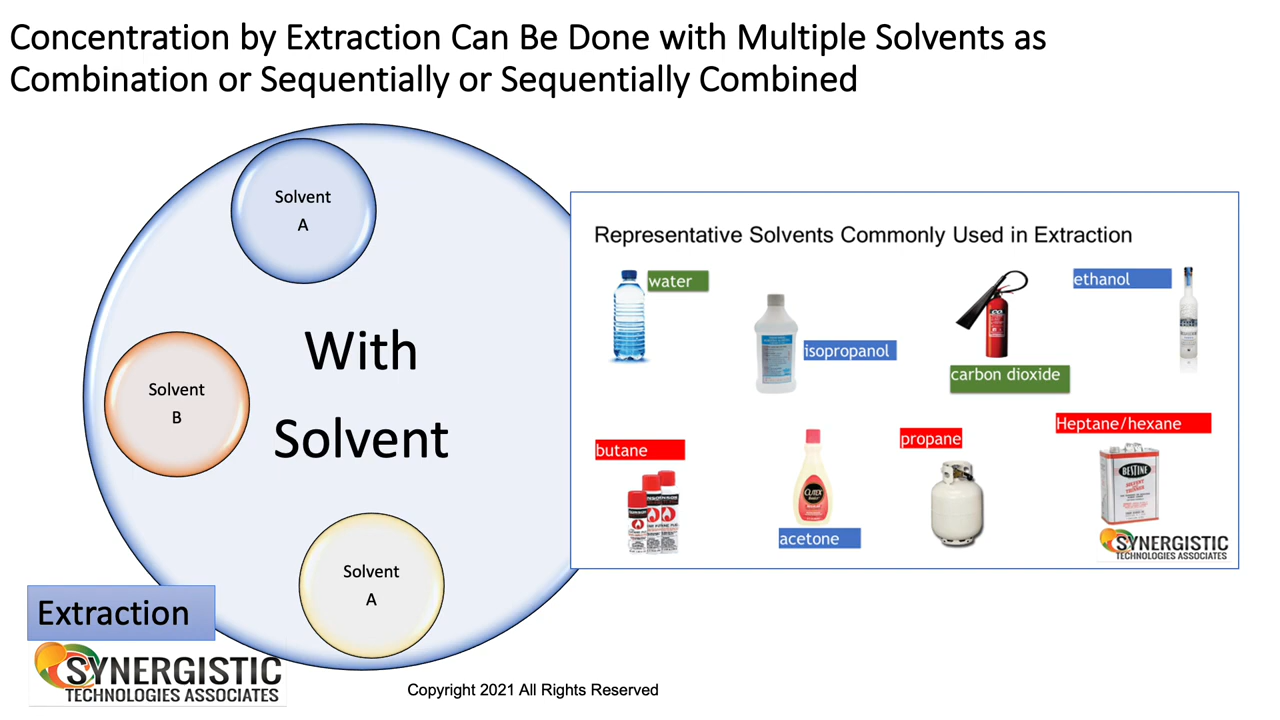 Concentration by Extraction Can Be Done with Multiple Solvents as
Combination or Sequentially or Sequentially Combined
Solvent
A
With
Solvent
Solvent
B
Solvent
A
Extraction
SYNERGISTIC
TECHNOLOGIES ASSOCIATES
Representative Solvents Commonly Used in Extraction
water
isopropanol
carbon dioxide
ethanol
butane
acetone
CUTEX
propane
Heptane/hexane
BESTINE
SYNERGISTIC
TECHNOLOGIES ASSOCIATES
Copyright 2021 All Rights Reserved